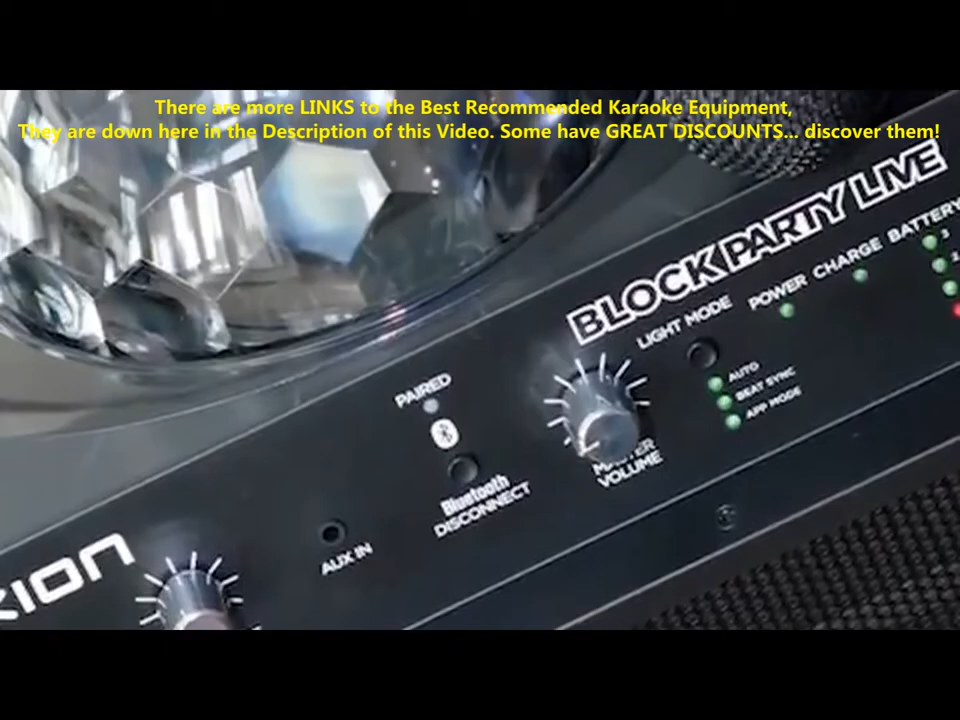 There are more LINKS to the Best Recommended Karaoke Equipment,
They are down here in the Description of this Video. Some have GREAT DISCOUNTS... discover them!
BLOCK PARTY LIVE
LIGHT MODE
POWER
CHARGE
BATTERY
3
2
AUTO
BEAT SYNC
APP MODE
PAIRED
MASTER
VOLUME
Bluetooth
DISCONNECT
AUX IN
ION